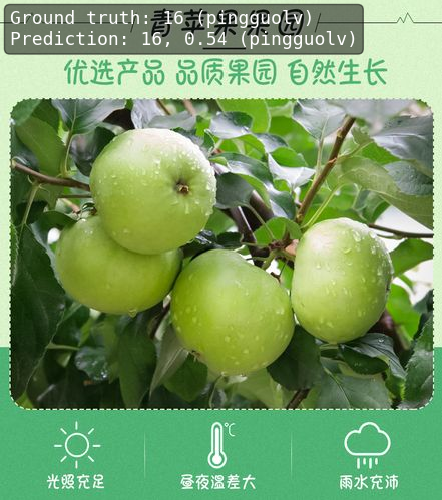 Ground truth: 16 (pingguolv)
Prediction: 16, 0.54 (pingguolv)
青苹果果园
优选产品 品质果园 自然生长
℃
光照充足
昼夜温差大
雨水充沛